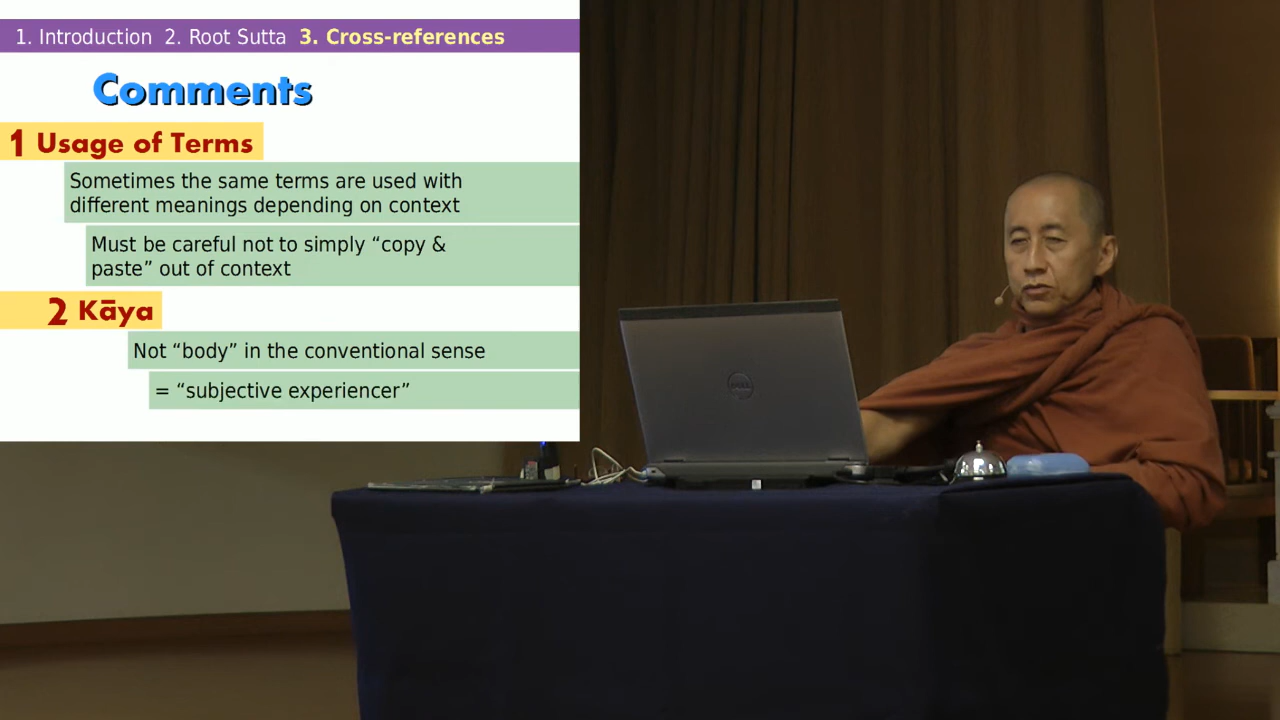 1. Introduction 2. Root Sutta 3. Cross-references
Comments
1 Usage of Terms
Sometimes the same terms are used with
different meanings depending on context
Must be careful not to simply “copy &
paste” out of context
2 Kāya
Not “body” in the conventional sense
= “subjective experiencer”
DELL